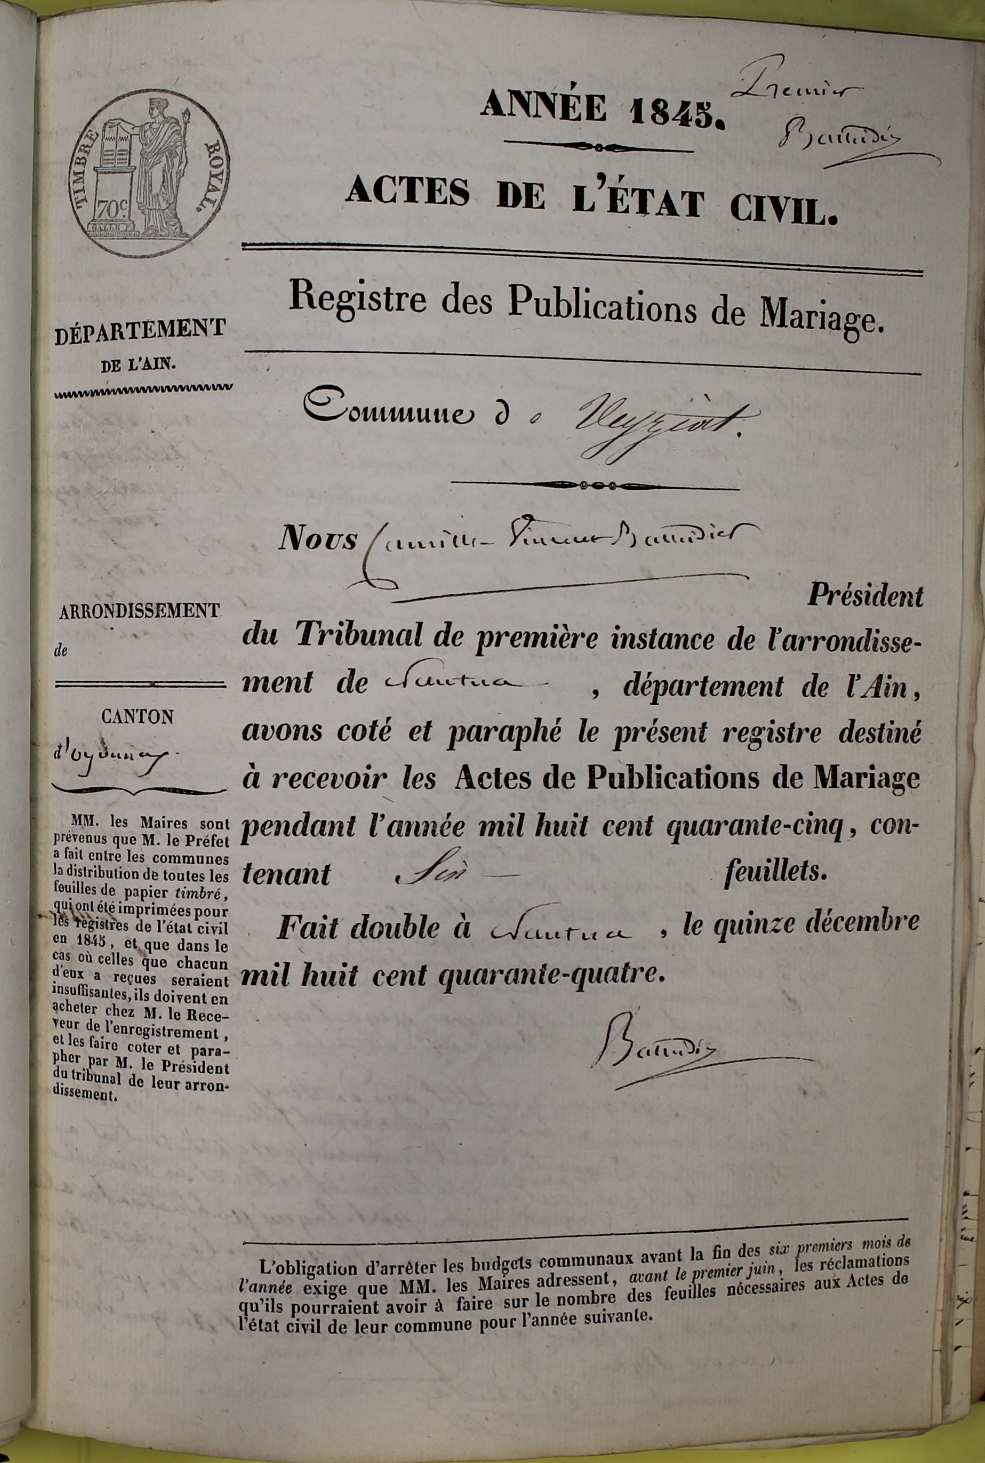 Premier
ANNÉE 1845.
ACTES DE L'ÉTAT CIVIL.
TIMBRE ROYAL.
70c.
Registre des Publications de Mariage.
DÉPARTEMENT
DE L'AIN.
Commune de Veyziat.
Nous Camille Vincent Baudier
Président
du Tribunal de première instance de l'arrondisse-
ment de Nantua, département de l'Ain,
avons coté et paraphé le présent registre destiné
à recevoir les Actes de Publications de Mariage
pendant l'année mil huit cent quarante-cinq, con-
tenant Six feuillets.
Fait double à Nantua, le quinze décembre
mil huit cent quarante-quatre.
ARRONDISSEMENT
de
CANTON
d'oyonnax.
MM. les Maires sont
prévenus que M. le Préfet
a fait entre les communes
la distribution de toutes les
feuilles de papier timbré,
qui ont été imprimées pour
les registres de l'état civil
en 1845, et que dans le
cas où celles que chacun
d'eux a reçues seraient
insuffisantes, ils doivent en
acheter chez M. le Rece-
veur de l'enregistrement,
et les faire coter et para-
pher par M. le Président
du tribunal de leur arron-
dissement.
L'obligation d'arrêter les budgets communaux avant la fin des six premiers mois de
l'année exige que MM. les Maires adressent, avant le premier juin, les réclamations
qu'ils pourraient avoir à faire sur le nombre des feuilles nécessaires aux Actes de
l'état civil de leur commune pour l'année suivante.